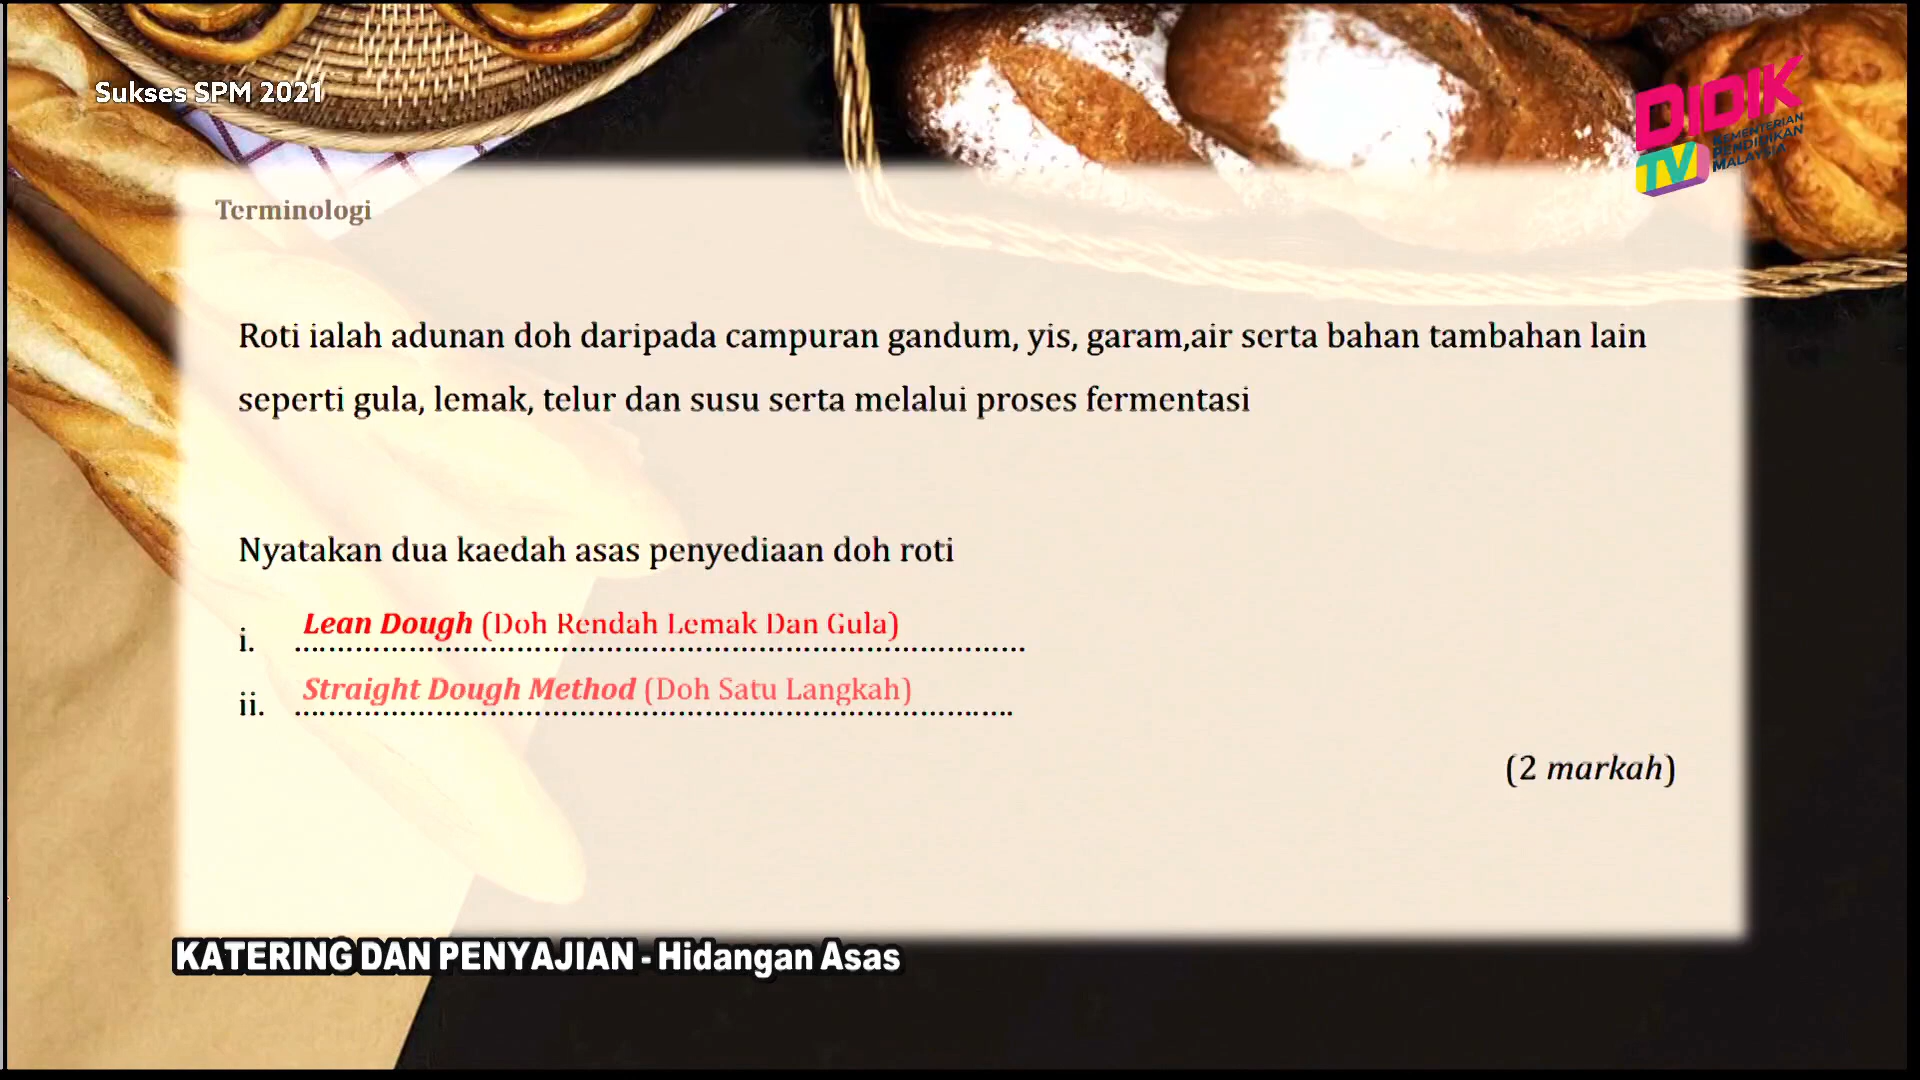 Sukses SPM 2021
DIDIK
TV
KEMENTERIAN
PENDIDIKAN
MALAYSIA
Terminologi
Roti ialah adunan doh daripada campuran gandum, yis, garam,air serta bahan tambahan lain
seperti gula, lemak, telur dan susu serta melalui proses fermentasi
Nyatakan dua kaedah asas penyediaan doh roti
i. Lean Dough (Doh Rendah Lemak Dan Gula)
ii. Straight Dough Method (Doh Satu Langkah)
(2 markah)
KATERING DAN PENYAJIAN - Hidangan Asas